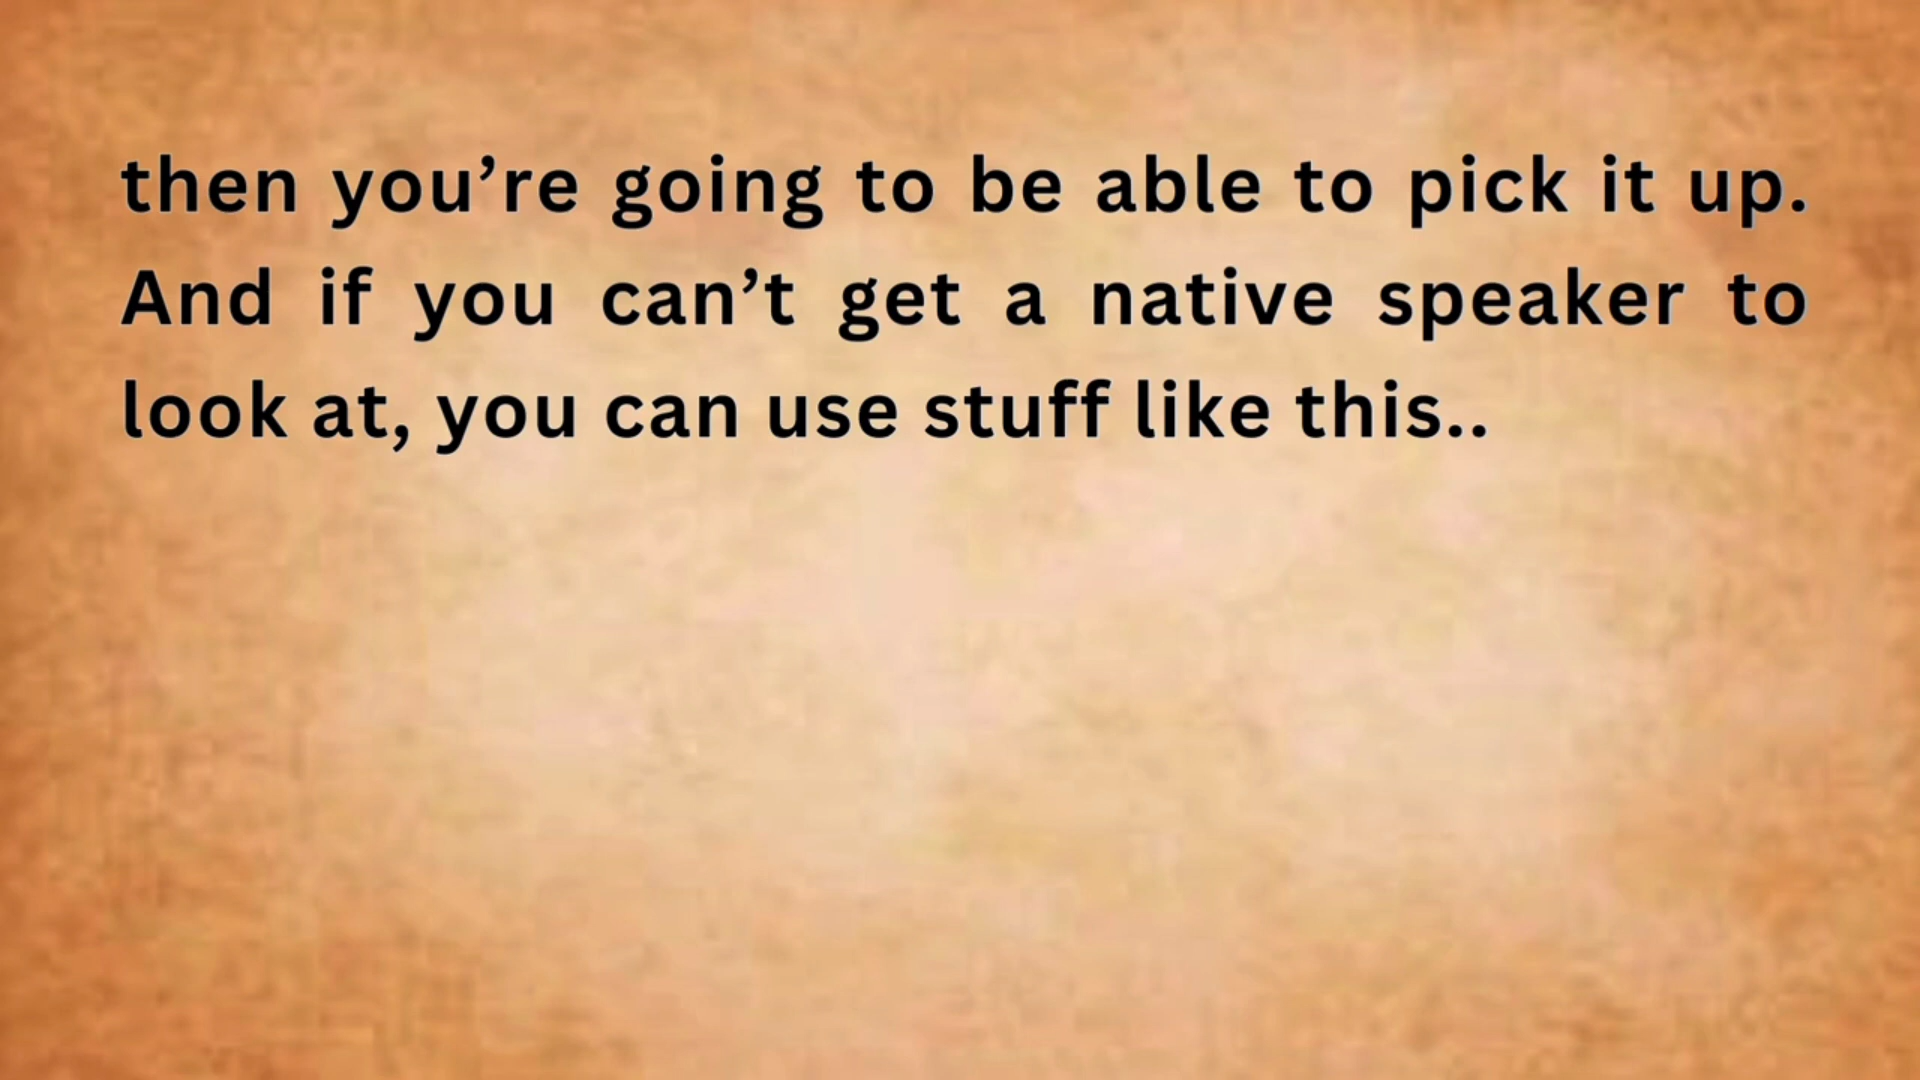 then you’re going to be able to pick it up.
And if you can’t get a native speaker to
look at, you can use stuff like this..